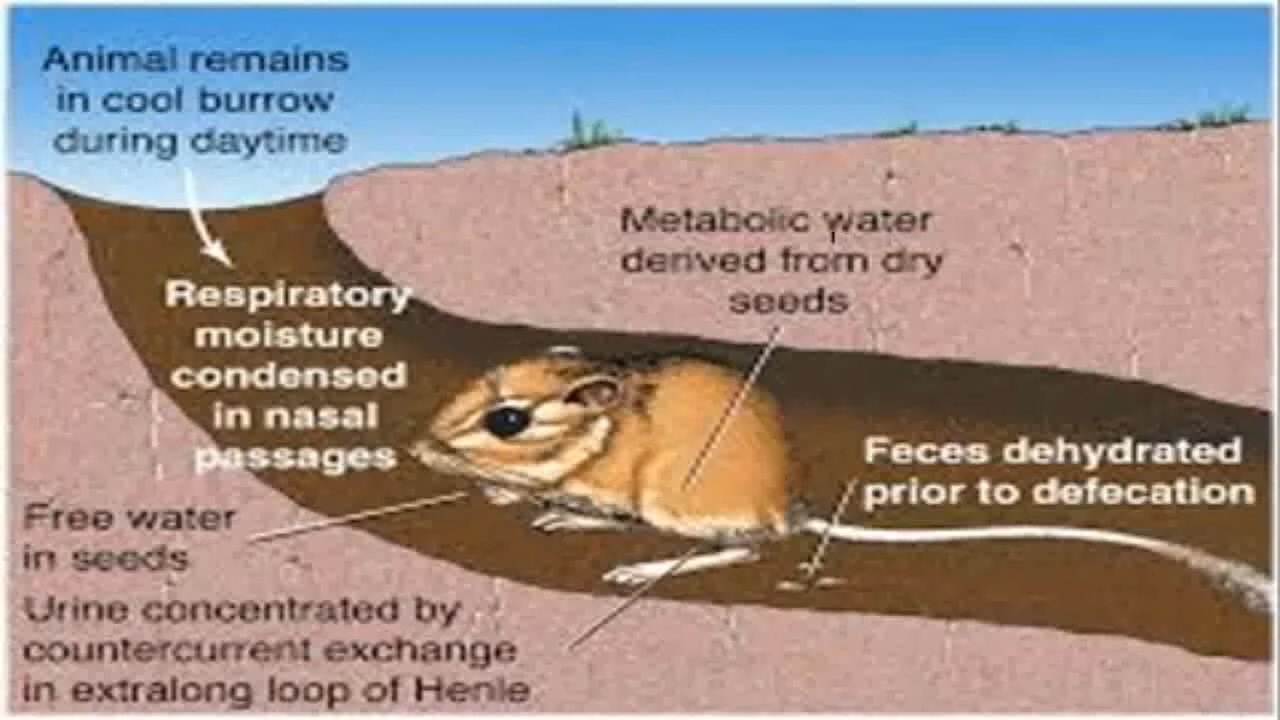 Animal remains
in cool burrow
during daytime
Respiratory
moisture
condensed
in nasal
passages
Metabolic water
derived from dry
seeds
Feces dehydrated
prior to defecation
Free water
in seeds
Urine concentrated by
countercurrent exchange
in extralong loop of Henle